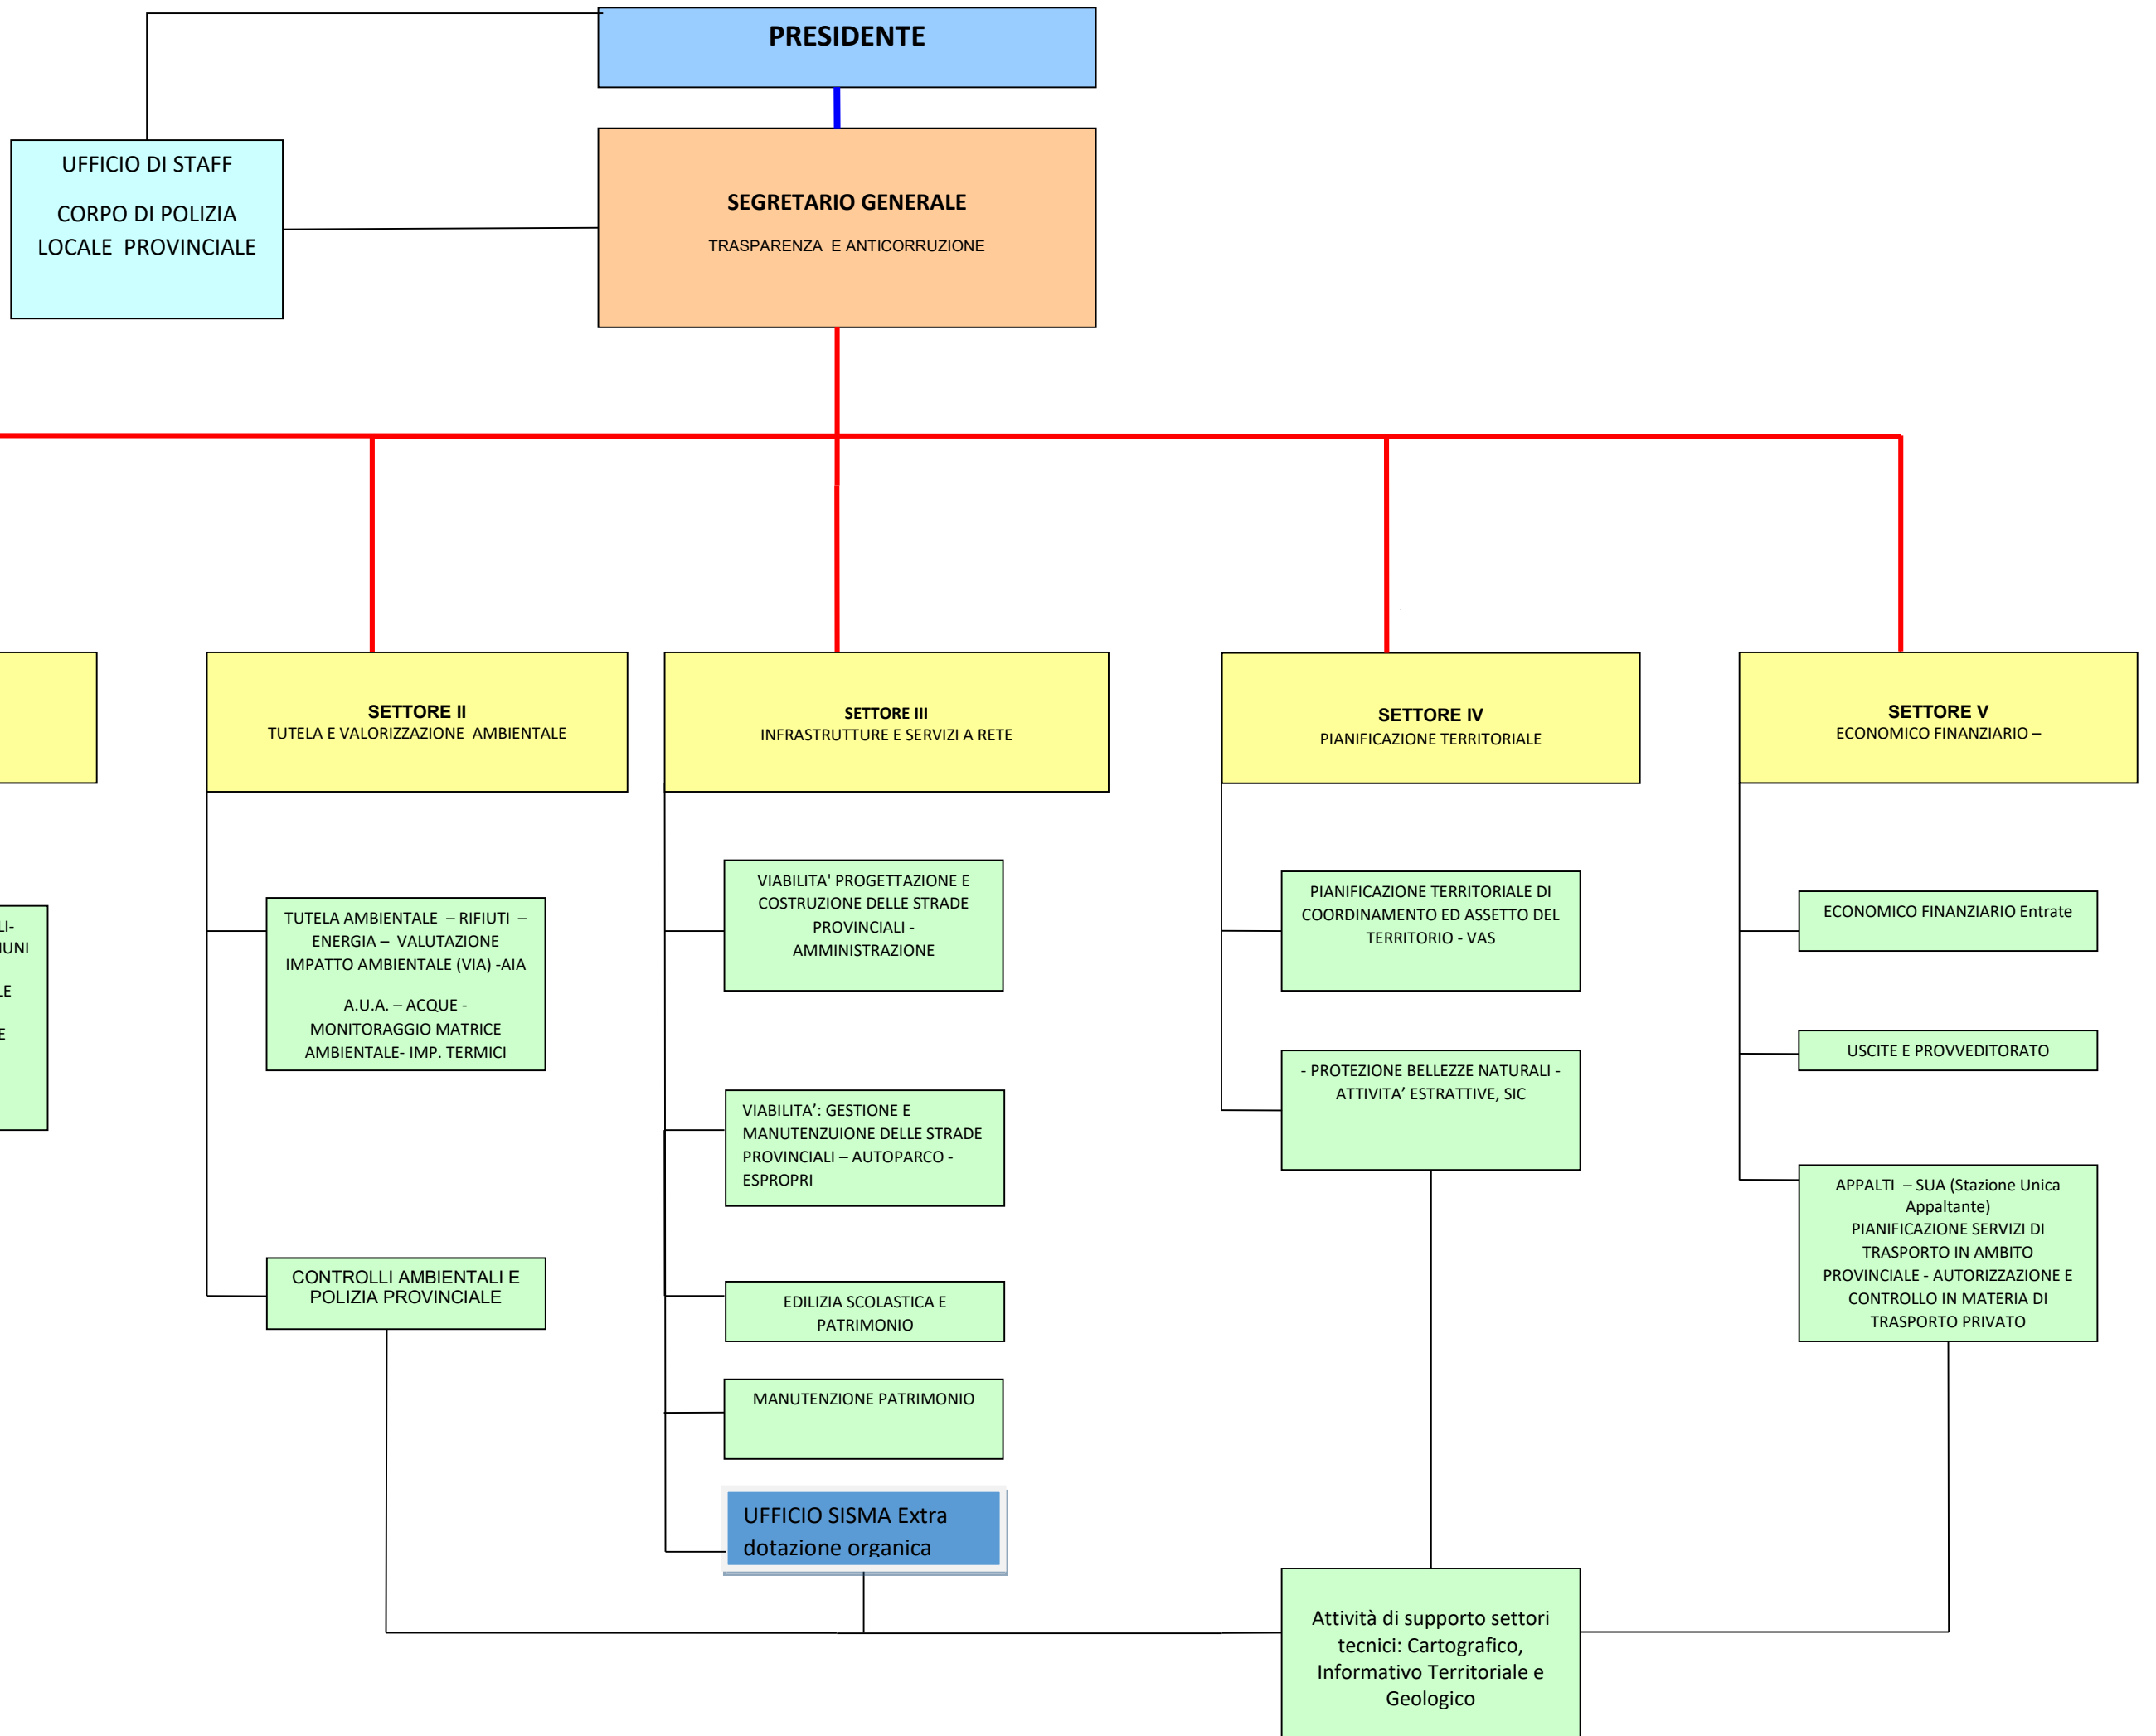 PRESIDENTE
UFFICIO DI STAFF
CORPO DI POLIZIA
LOCALE PROVINCIALE
SEGRETARIO GENERALE
TRASPARENZA E ANTICORRUZIONE
SETTORE II
TUTELA E VALORIZZAZIONE AMBIENTALE
SETTORE III
INFRASTRUTTURE E SERVIZI A RETE
SETTORE IV
PIANIFICAZIONE TERRITORIALE
SETTORE V
ECONOMICO FINANZIARIO –
TUTELA AMBIENTALE – RIFIUTI –
ENERGIA – VALUTAZIONE
IMPATTO AMBIENTALE (VIA) -AIA
A.U.A. – ACQUE -
MONITORAGGIO MATRICE
AMBIENTALE- IMP. TERMICI
CONTROLLI AMBIENTALI E
POLIZIA PROVINCIALE
VIABILITA' PROGETTAZIONE E
COSTRUZIONE DELLE STRADE
PROVINCIALI -
AMMINISTRAZIONE
VIABILITA’: GESTIONE E
MANUTENZUIONE DELLE STRADE
PROVINCIALI – AUTOPARCO -
ESPROPRI
EDILIZIA SCOLASTICA E
PATRIMONIO
MANUTENZIONE PATRIMONIO
UFFICIO SISMA Extra
dotazione organica
PIANIFICAZIONE TERRITORIALE DI
COORDINAMENTO ED ASSETTO DEL
TERRITORIO - VAS
- PROTEZIONE BELLEZZE NATURALI -
ATTIVITA’ ESTRATTIVE, SIC
ECONOMICO FINANZIARIO Entrate
USCITE E PROVVEDITORATO
APPALTI – SUA (Stazione Unica
Appaltante)
PIANIFICAZIONE SERVIZI DI
TRASPORTO IN AMBITO
PROVINCIALE - AUTORIZZAZIONE E
CONTROLLO IN MATERIA DI
TRASPORTO PRIVATO
Attività di supporto settori
tecnici: Cartografico,
Informativo Territoriale e
Geologico